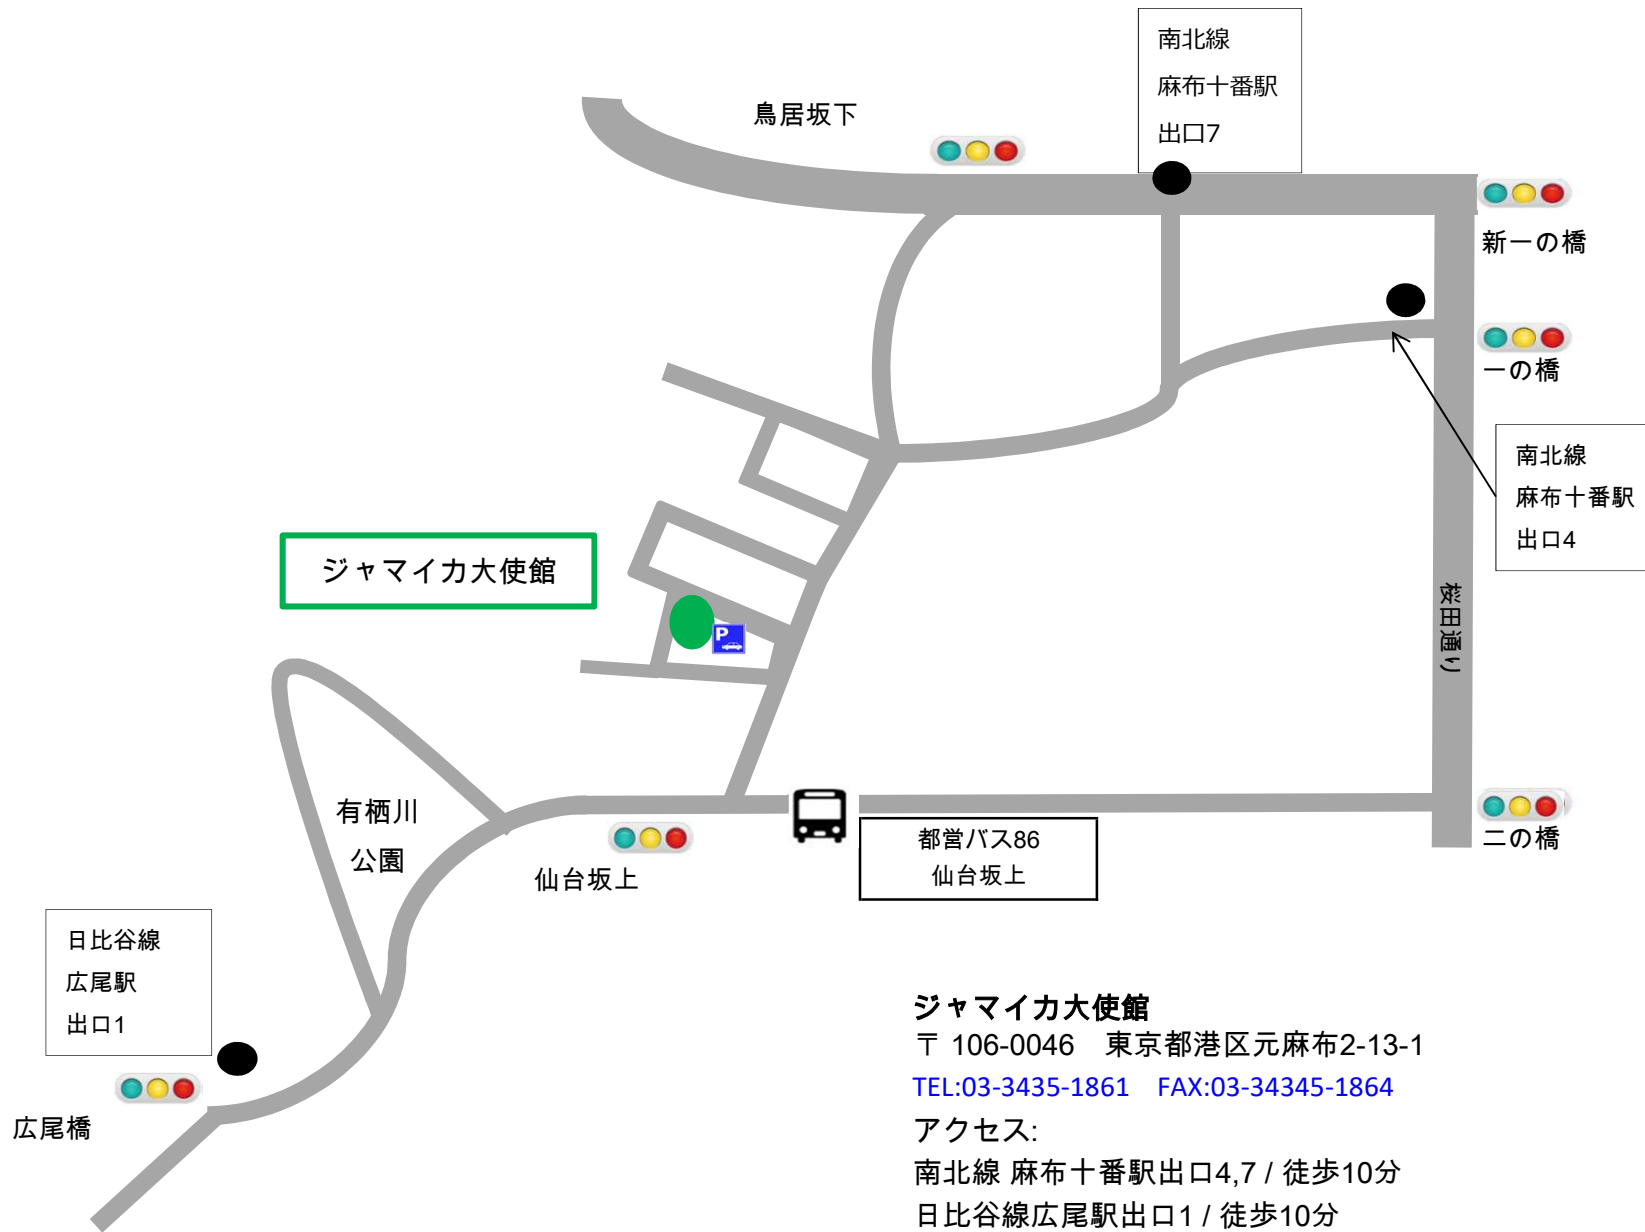 南北線
麻布十番駅
出口7
鳥居坂下
新一の橋
一の橋
南北線
麻布十番駅
出口4
ジャマイカ大使館
P
桜田通り
有栖川
公園
仙台坂上
都営バス86
仙台坂上
二の橋
日比谷線
広尾駅
出口1
広尾橋
ジャマイカ大使館
〒 106-0046　東京都港区元麻布2-13-1
TEL:03-3435-1861　FAX:03-34345-1864
アクセス:
南北線 麻布十番駅出口4,7 / 徒歩10分
日比谷線広尾駅出口1 / 徒歩10分